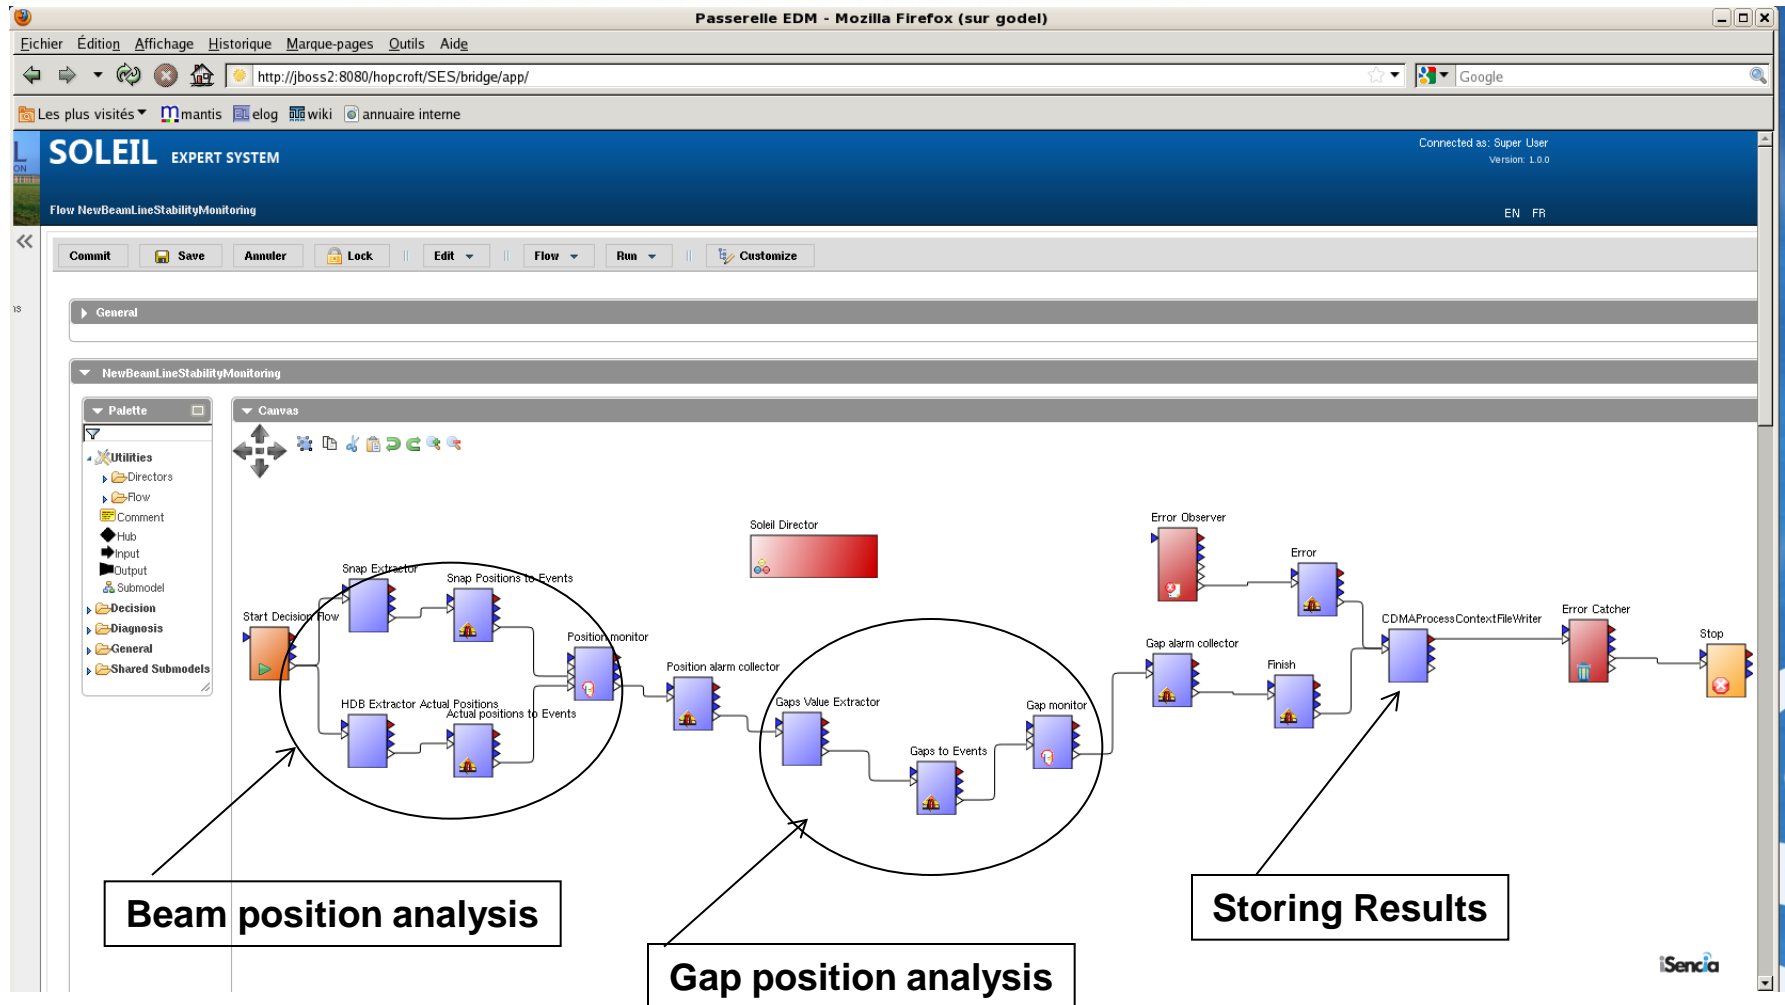 Passerelle EDM - Mozilla Firefox (sur godel)
Fichier Édition Affichage Historique Marque-pages Outils Aide
http://jboss2:8080/hopcroft/SES/bridge/app/
Google
Les plus visités mantis elog wiki annuaire interne
L
ON
SOLEIL EXPERT SYSTEM
Connected as: Super User
Version: 1.0.0
Flow NewBeamLineStabilityMonitoring
EN FR
Commit Save Annuler Lock Edit Flow Run Customize
ns
General
NewBeamLineStabilityMonitoring
Palette
Canvas
Utilities
Directors
Flow
Comment
Hub
Input
Output
Submodel
Decision
Diagnosis
General
Shared Submodels
Error Observer
Soleil Director
Error
Snap Extractor
Snap Positions to Events
Start Decision Flow
Error Catcher
CDMAProcessContextFileWriter
Position monitor
Stop
Gap alarm collector
Position alarm collector
Finish
HDB Extractor Actual Positions
Gaps Value Extractor
Gap monitor
Actual positions to Events
Gaps to Events
Beam position analysis
Storing Results
Gap position analysis
iSencia